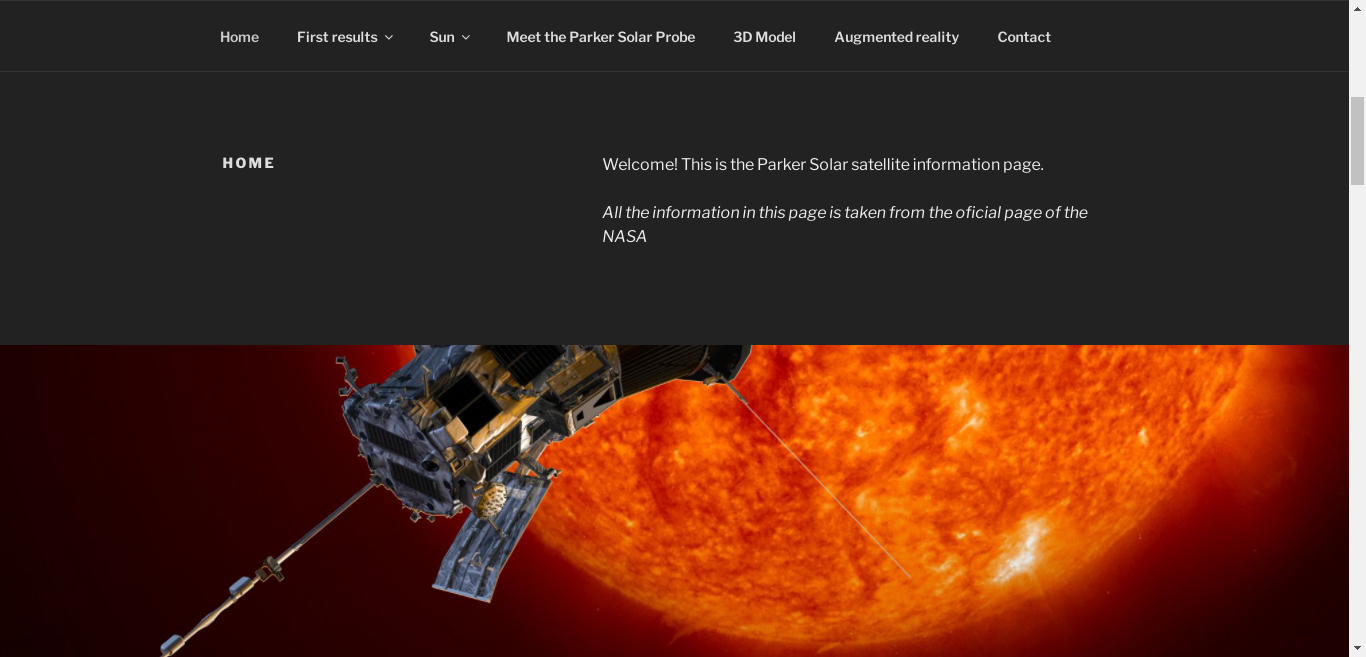 Home First results Sun Meet the Parker Solar Probe 3D Model Augmented reality Contact
HOME
Welcome! This is the Parker Solar satellite information page.
All the information in this page is taken from the oficial page of the
NASA